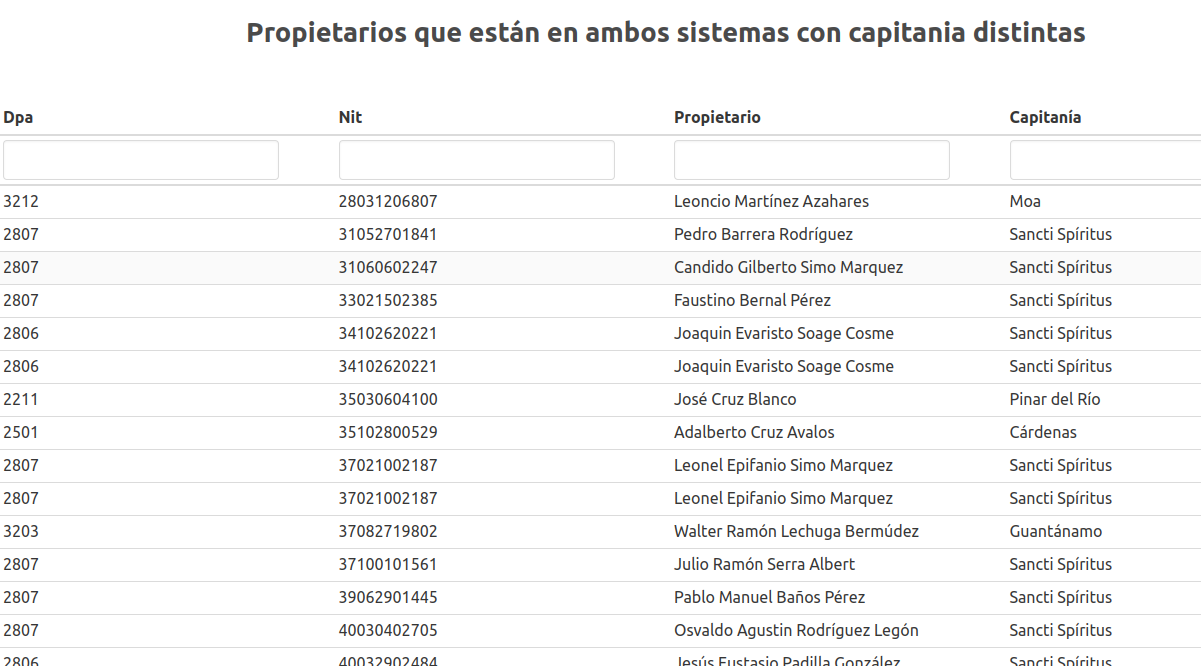 Propietarios que están en ambos sistemas con capitania distintas
Dpa Nit Propietario Capitanía
3212 28031206807 Leoncio Martínez Azahares Moa
2807 31052701841 Pedro Barrera Rodríguez Sancti Spíritus
2807 31060602247 Candido Gilberto Simo Marquez Sancti Spíritus
2807 33021502385 Faustino Bernal Pérez Sancti Spíritus
2806 34102620221 Joaquin Evaristo Soage Cosme Sancti Spíritus
2806 34102620221 Joaquin Evaristo Soage Cosme Sancti Spíritus
2211 35030604100 José Cruz Blanco Pinar del Río
2501 35102800529 Adalberto Cruz Avalos Cárdenas
2807 37021002187 Leonel Epifanio Simo Marquez Sancti Spíritus
2807 37021002187 Leonel Epifanio Simo Marquez Sancti Spíritus
3203 37082719802 Walter Ramón Lechuga Bermúdez Guantánamo
2807 37100101561 Julio Ramón Serra Albert Sancti Spíritus
2807 39062901445 Pablo Manuel Baños Pérez Sancti Spíritus
2807 40030402705 Osvaldo Agustin Rodríguez Legón Sancti Spíritus
2806 40032902484 Jesús Eustasio Padilla González Sancti Spíritus